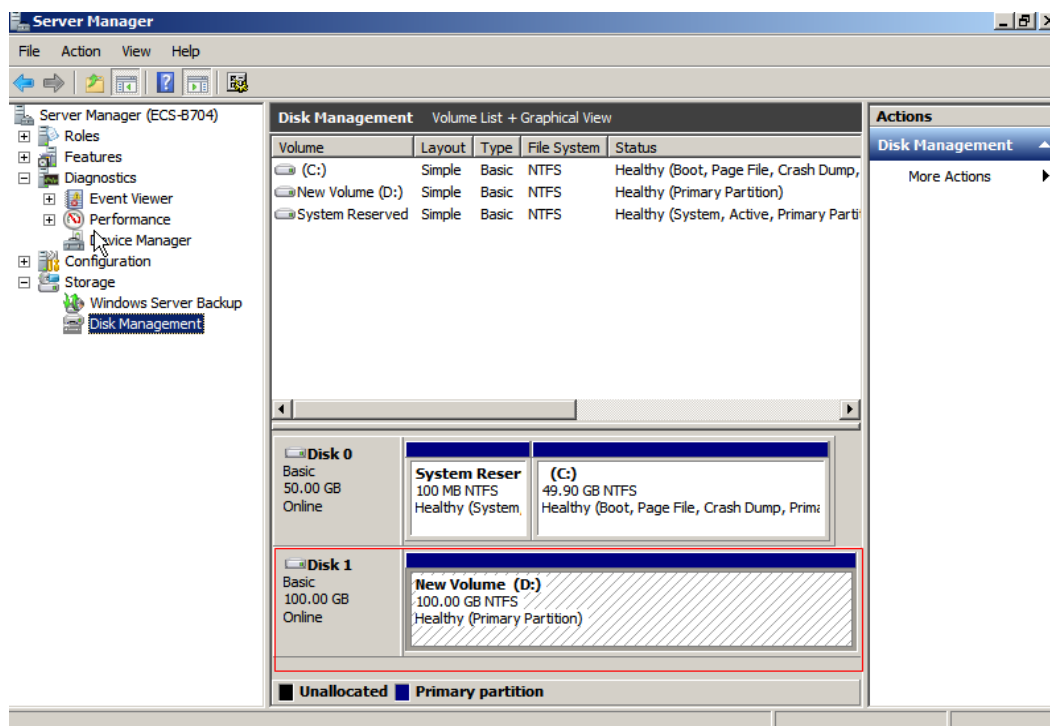 Server Manager
File Action View Help
Server Manager (ECS-B704)
Roles
Features
Diagnostics
Event Viewer
Performance
Device Manager
Configuration
Storage
Windows Server Backup
Disk Management
Disk Management Volume List + Graphical View
Volume Layout Type File System Status
(C:) Simple Basic NTFS Healthy (Boot, Page File, Crash Dump,
New Volume (D:) Simple Basic NTFS Healthy (Primary Partition)
System Reserved Simple Basic NTFS Healthy (System, Active, Primary Parti
Disk 0
Basic
50.00 GB
Online
System Reser
100 MB NTFS
Healthy (System,
(C:)
49.90 GB NTFS
Healthy (Boot, Page File, Crash Dump, Prima
Disk 1
Basic
100.00 GB
Online
New Volume (D:)
100.00 GB NTFS
Healthy (Primary Partition)
Unallocated Primary partition
Actions
Disk Management
More Actions